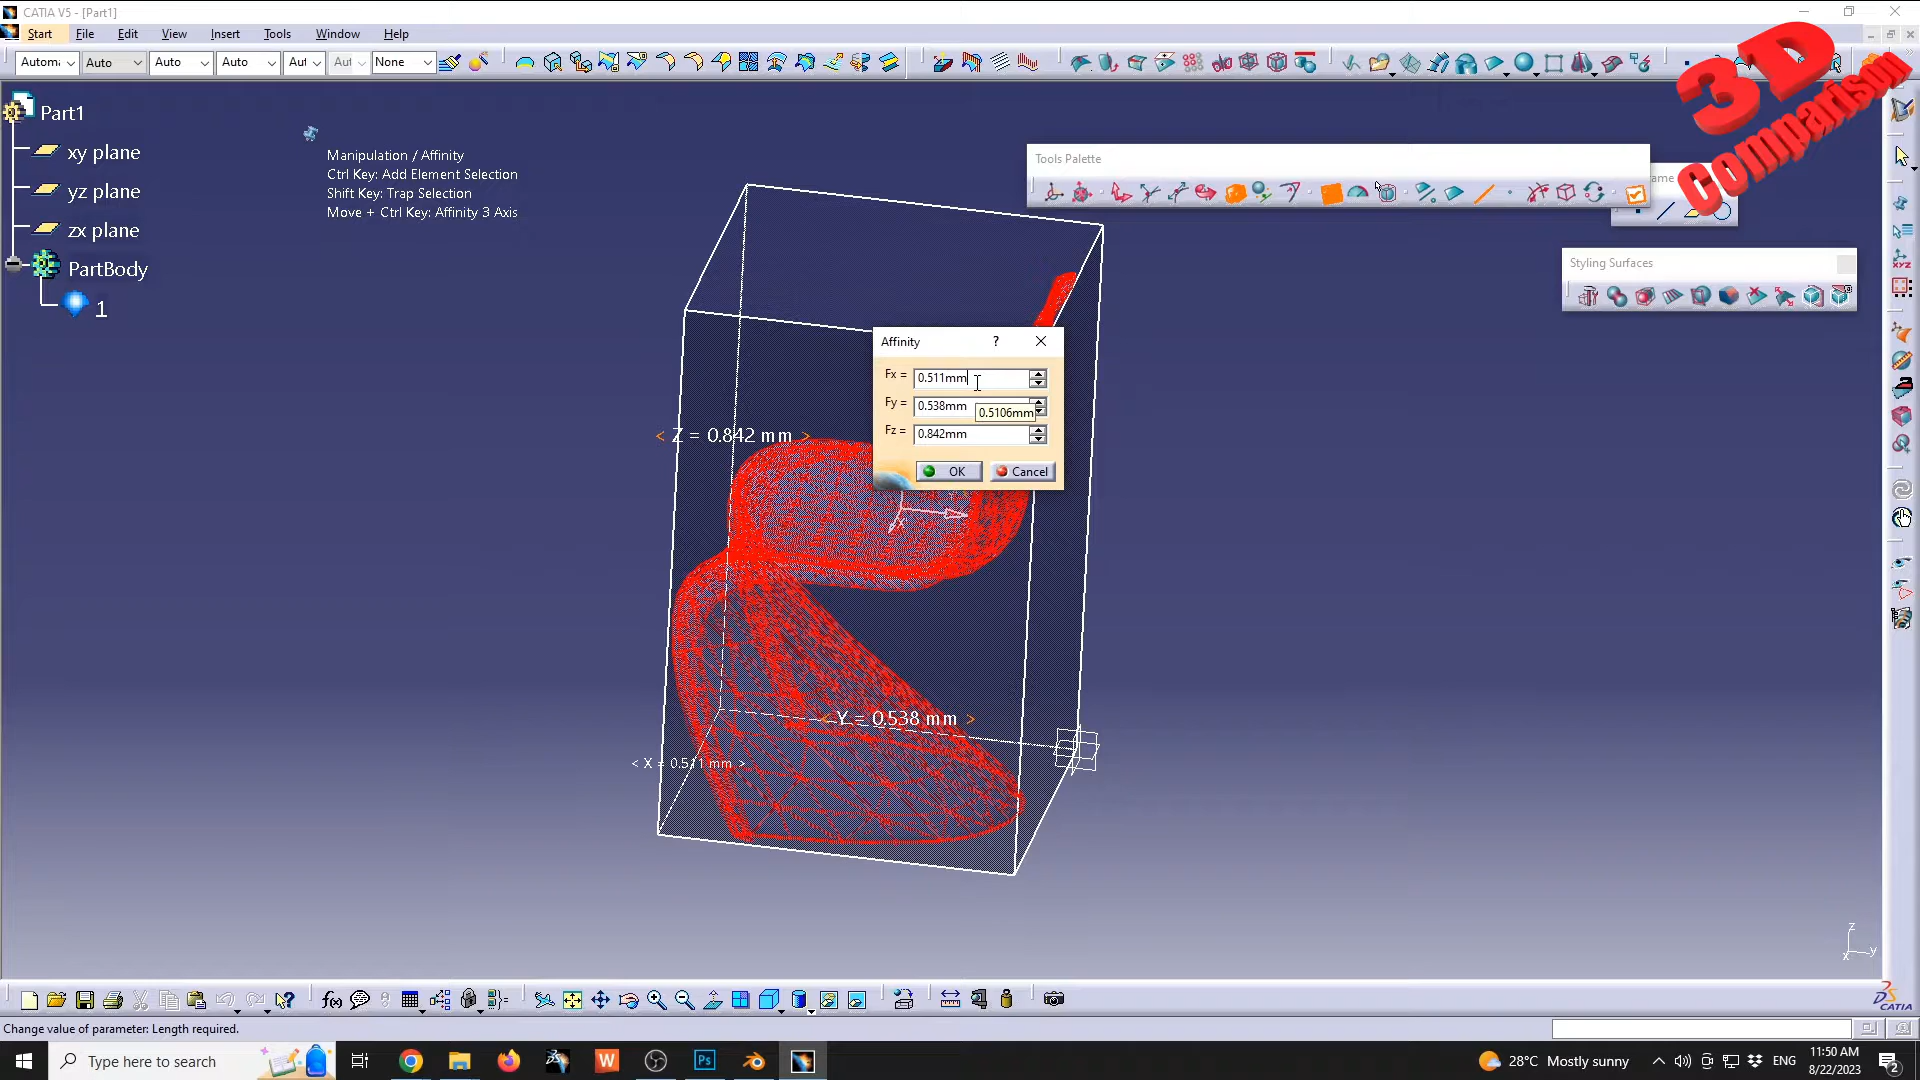 CATIA V5 - [Part1]
Start File Edit View Insert Tools Window Help
Automa Auto Auto Auto Aut Aut None
Part1
xy plane
yz plane
zx plane
PartBody
1
Manipulation / Affinity
Ctrl Key: Add Element Selection
Shift Key: Trap Selection
Move + Ctrl Key: Affinity 3 Axis
3D
Comparison
Tools Palette
Styling Surfaces
Affinity ?
Fx = 0.511mm
Fy = 0.538mm
0.5106mm
Fz = 0.842mm
OK Cancel
< Z = 0.842 mm >
< Y = 0.538 mm >
< X = 0.511 mm >
z
x y
f(x)
CATIA
Change value of parameter: Length required.
Type here to search
W
Ps
28°C Mostly sunny
ENG
11:50 AM
8/22/2023
2